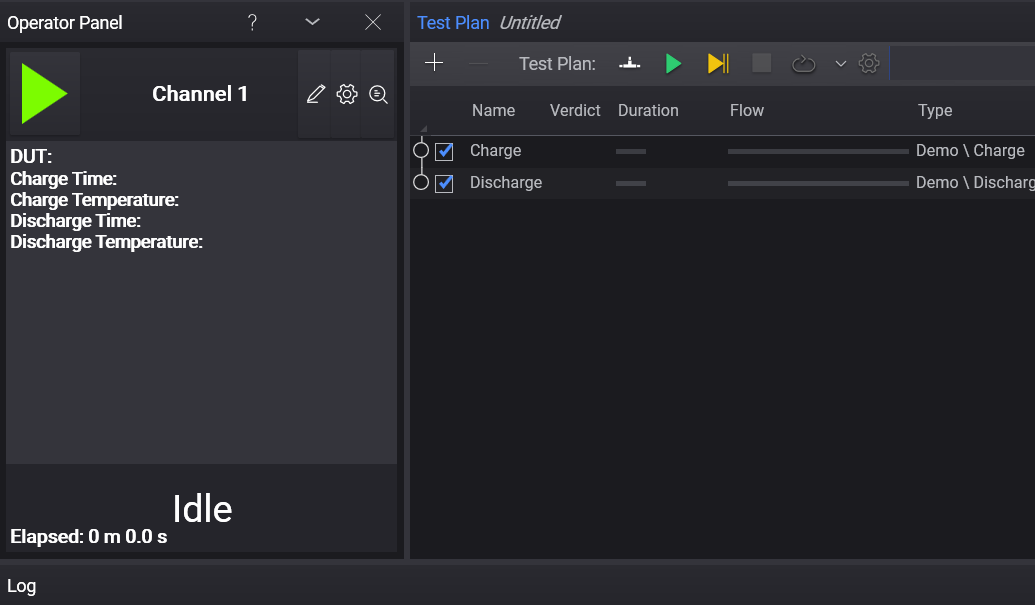 Operator Panel ?
Channel 1
DUT:
Charge Time:
Charge Temperature:
Discharge Time:
Discharge Temperature:
Idle
Elapsed: 0 m 0.0 s
Test Plan Untitled
Test Plan:
Name Verdict Duration Flow Type
Charge Demo \ Charge
Discharge Demo \ Discharg
Log